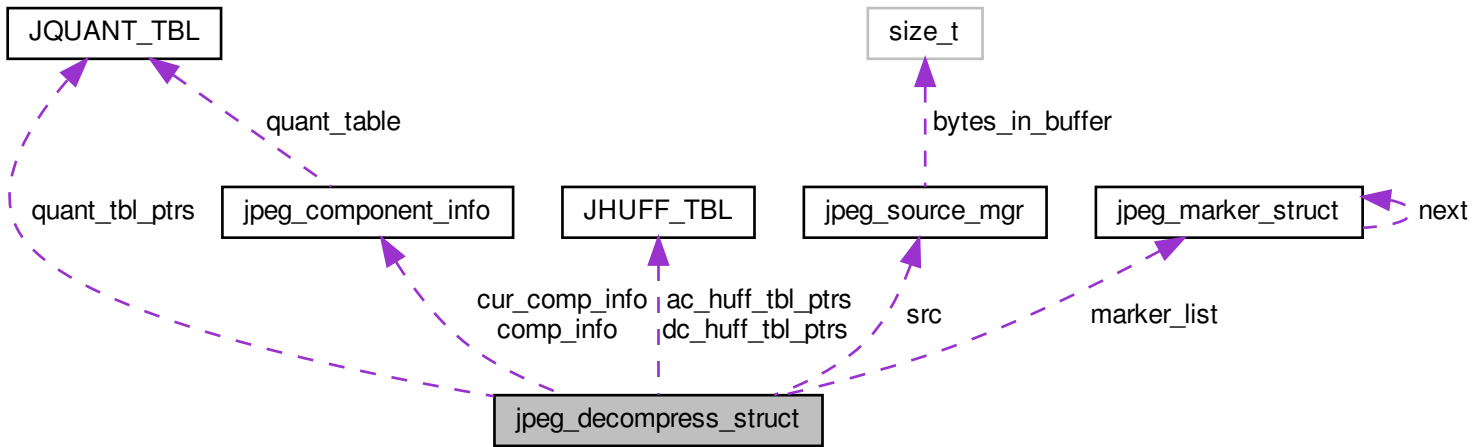 JQUANT_TBL
size_t
quant_table
bytes_in_buffer
quant_tbl_ptrs
jpeg_component_info
JHUFF_TBL
jpeg_source_mgr
jpeg_marker_struct
next
cur_comp_info
comp_info
ac_huff_tbl_ptrs
dc_huff_tbl_ptrs
src
marker_list
jpeg_decompress_struct